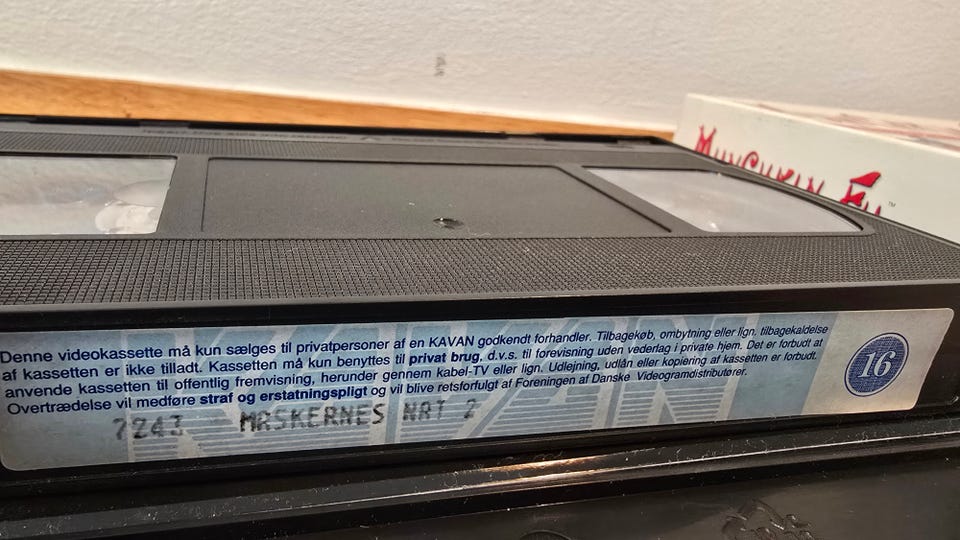 MUNCHKIN FU™
Denne videokassette må kun sælges til privatpersoner af en KAVAN godkendt forhandler. Tilbagekøb, ombytning eller lign. tilbagekaldelse
af kassetten er ikke tilladt. Kassetten må kun benyttes til privat brug, d.v.s. til forevisning uden vederlag i private hjem. Det er forbudt at
anvende kassetten til offentlig fremvisning, herunder gennem kabel-TV eller lign. Udlejning, udlån eller kopiering af kassetten er forbudt.
Overtrædelse vil medføre straf og erstatningspligt og vil blive retsforfulgt af Foreningen af Danske Videogramdistributører.
16
KAVAN
7243 MASKERNES NAT 2